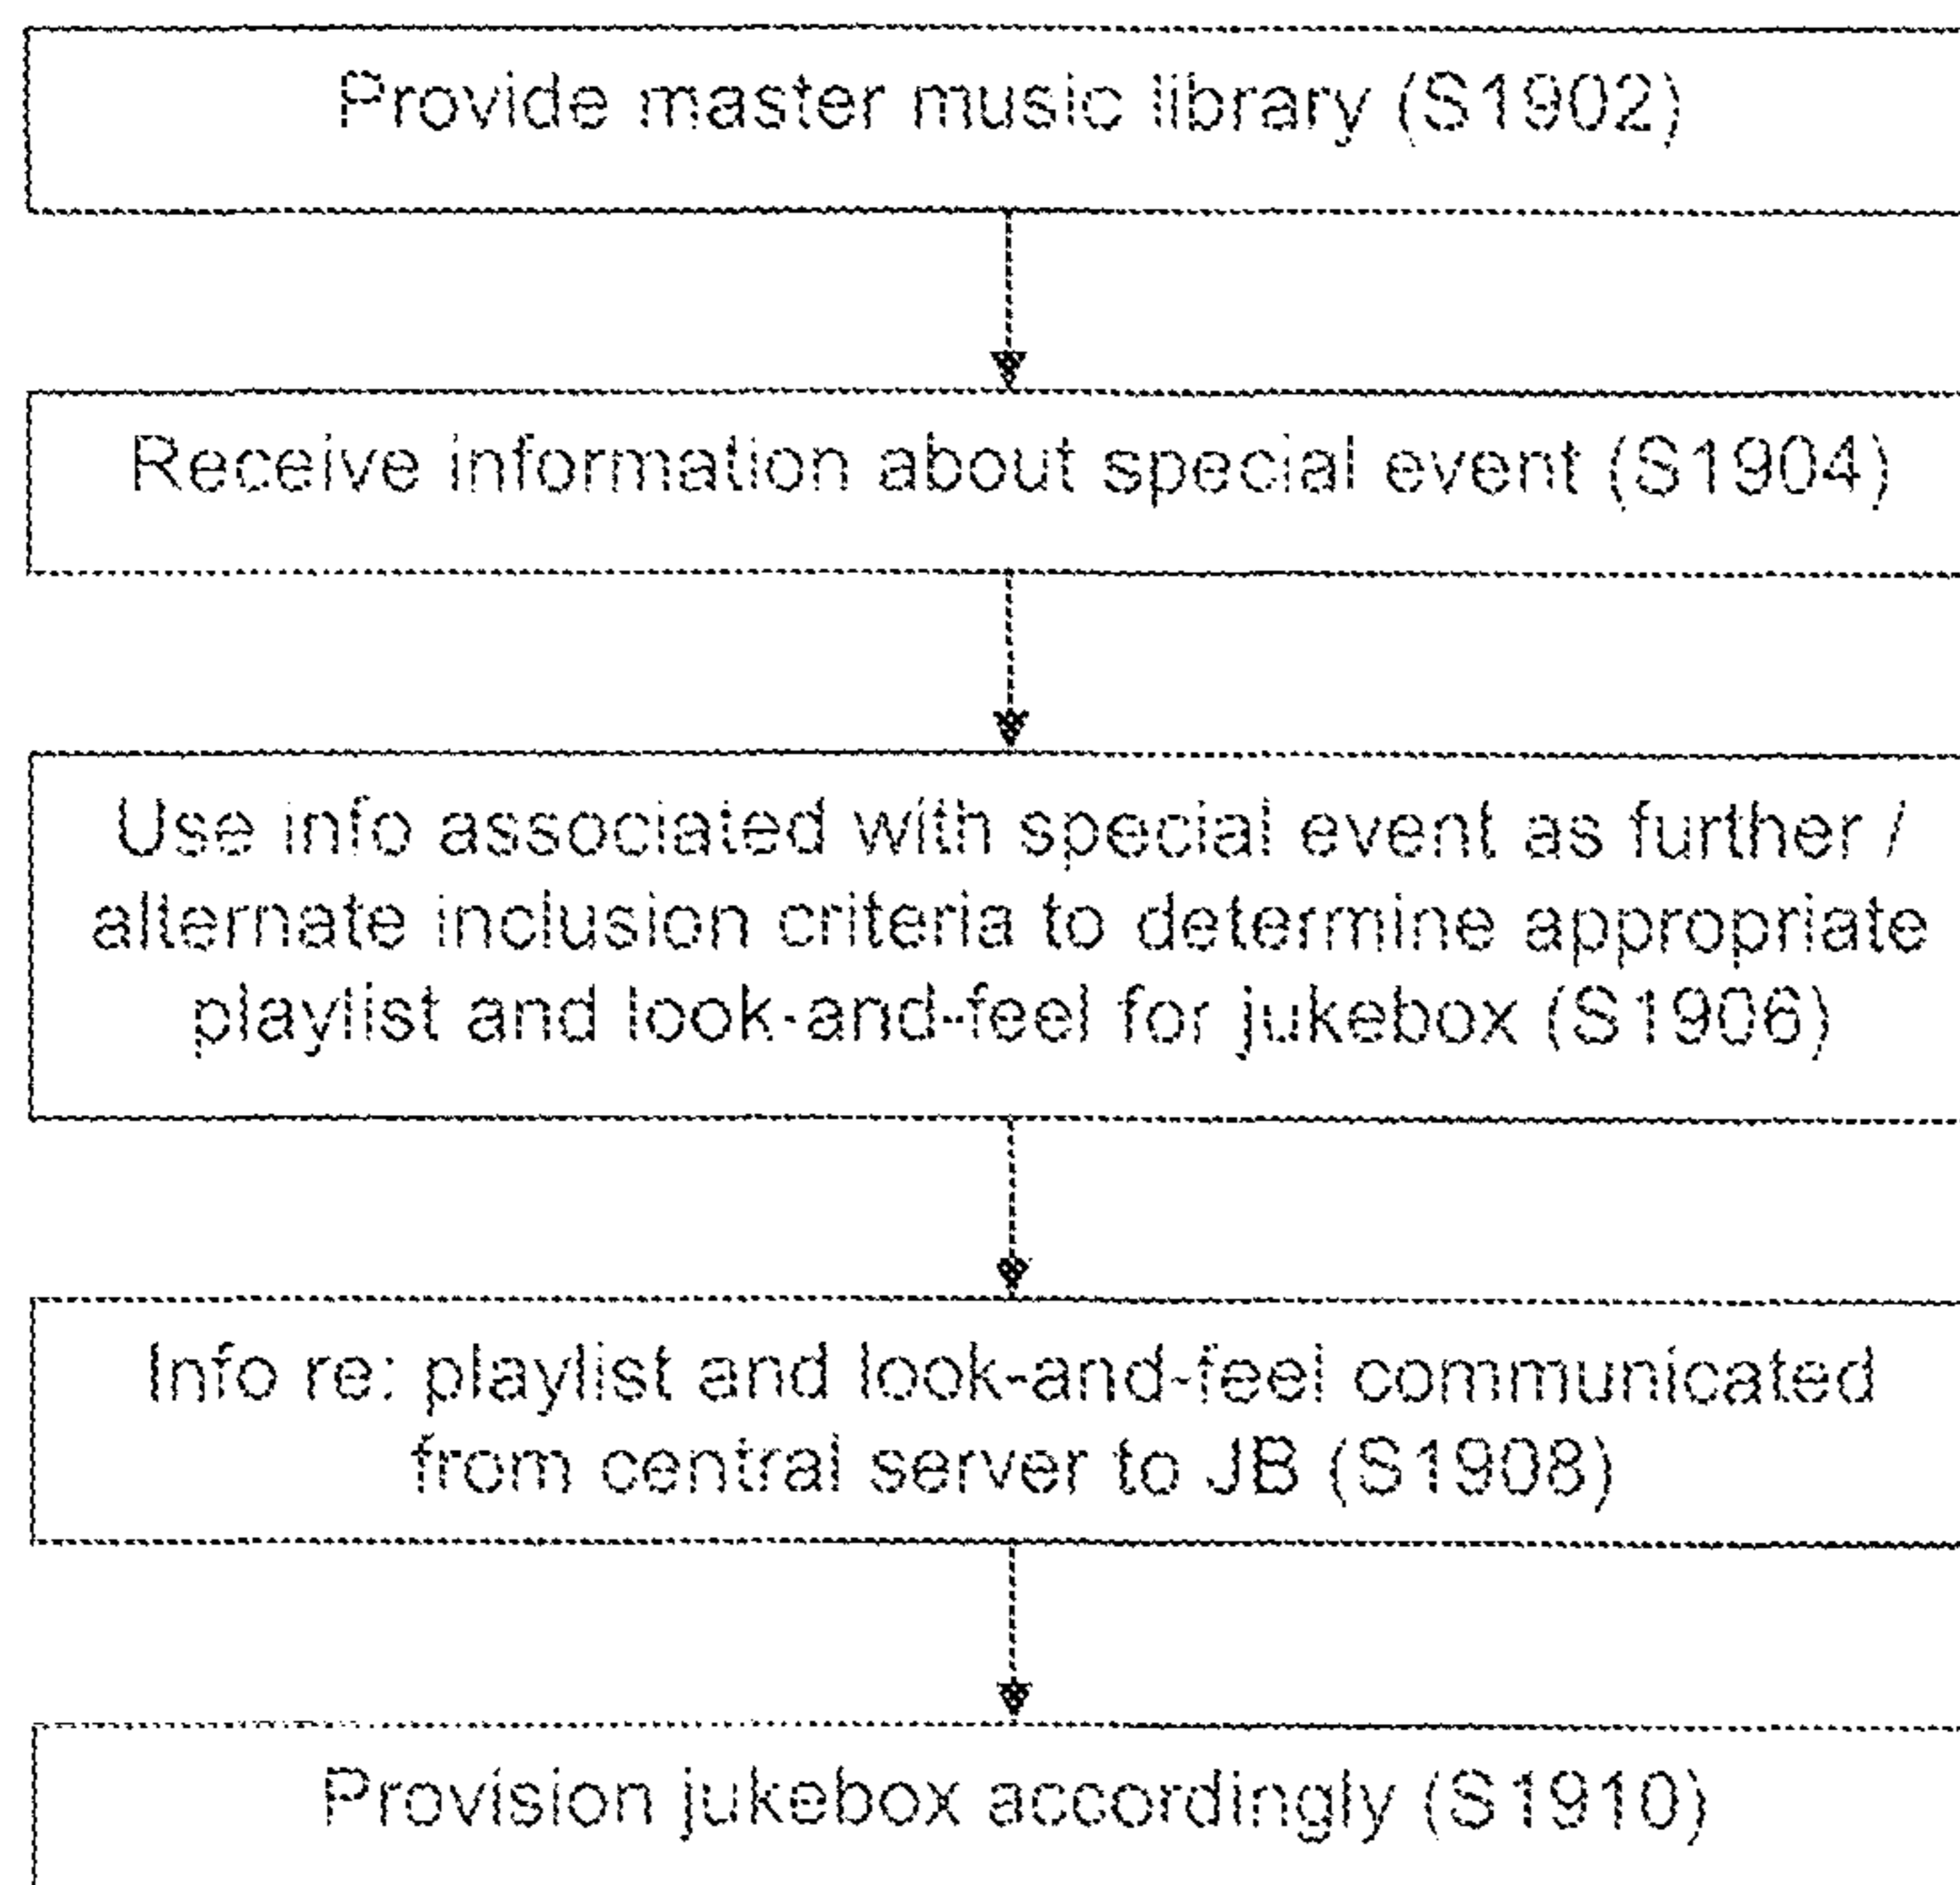 Provide master music library (S1902)
Receive information about special event (S1904)
Use info associated with special event as further /
alternate inclusion criteria to determine appropriate
playlist and look-and-feel for jukebox (S1906)
Info re: playlist and look-and-feel communicated
from central server to JB (S1908)
Provision jukebox accordingly (S1910)